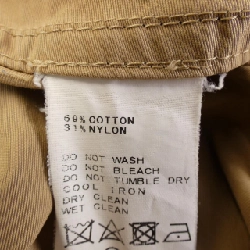 69% COTTON
31% NYLON
DO NOT WASH
DO NOT BLEACH
DO NOT TUMBLE DRY
COOL IRON
DRY CLEAN
WET CLEAN